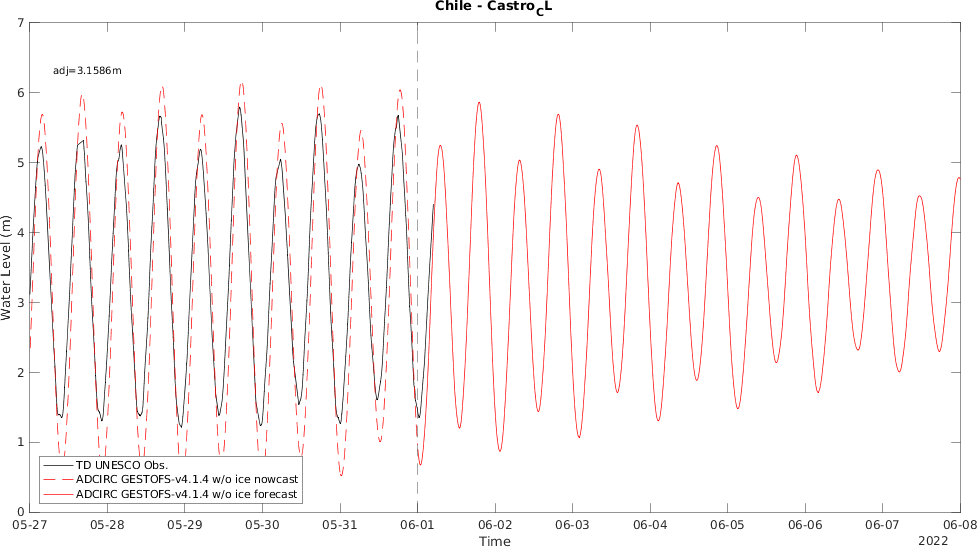 Chile - Castro_CL
adj=3.1586m
Water Level (m)
7
6
5
4
3
2
1
0
TD UNESCO Obs.
ADCIRC GESTOFS-v4.1.4 w/o ice nowcast
ADCIRC GESTOFS-v4.1.4 w/o ice forecast
05-27 05-28 05-29 05-30 05-31 06-01 06-02 06-03 06-04 06-05 06-06 06-07 06-08
Time
2022